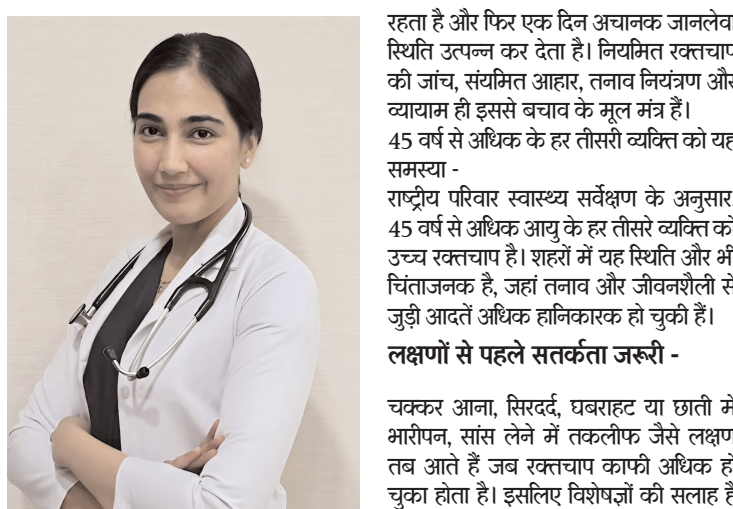 रहता है और फिर एक दिन अचानक जानलेवा
स्थिति उत्पन्न कर देता है। नियमित रक्तचाप
की जांच, संयमित आहार, तनाव नियंत्रण और
व्यायाम ही इससे बचाव के मूल मंत्र हैं।
45 वर्ष से अधिक के हर तीसरी व्यक्ति को यह
समस्या -
राष्ट्रीय परिवार स्वास्थ्य सर्वेक्षण के अनुसार,
45 वर्ष से अधिक आयु के हर तीसरे व्यक्ति को
उच्च रक्तचाप है। शहरों में यह स्थिति और भी
चिंताजनक है, जहां तनाव और जीवनशैली से
जुड़ी आदतें अधिक हानिकारक हो चुकी हैं।
लक्षणों से पहले सतर्कता जरूरी -
चक्कर आना, सिरदर्द, घबराहट या छाती में
भारीपन, सांस लेने में तकलीफ जैसे लक्षण
तब आते हैं जब रक्तचाप काफी अधिक हो
चुका होता है। इसलिए विशेषज्ञों की सलाह है